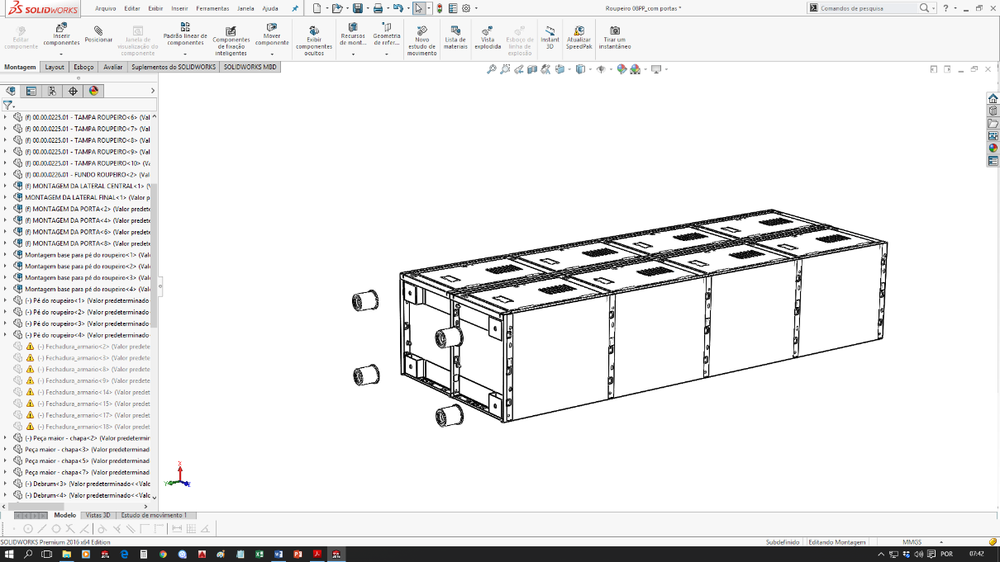 SOLIDWORKS
Arquivo Editar Exibir Inserir Ferramentas Janela Ajuda
Roupeiro 08PP_com portas *
Comandos de pesquisa
Editar componente
Inserir componentes
Posicionar
Janela de visualização do componente
Padrão linear de componentes
Componentes de fixação inteligentes
Mover componente
Exibir componentes ocultos
Recursos de mont...
Geometria de refer...
Novo estudo de movimento
Lista de materiais
Vista explodida
Esboço de linha de explosão
Instant 3D
Atualizar SpeedPak
Tirar um instantâneo
Montagem Layout Esboço Avaliar Suplementos do SOLIDWORKS SOLIDWORKS MBD
(f) 00.00.0225.01 - TAMPA ROUPEIRO<6> (Val
(f) 00.00.0225.01 - TAMPA ROUPEIRO<7> (Val
(f) 00.00.0225.01 - TAMPA ROUPEIRO<8> (Val
(f) 00.00.0225.01 - TAMPA ROUPEIRO<9> (Val
(f) 00.00.0225.01 - TAMPA ROUPEIRO<10> (Va
(f) 00.00.0226.01 - FUNDO ROUPEIRO<2> (Val
(f) MONTAGEM DA LATERAL CENTRAL<1> (V
MONTAGEM DA LATERAL FINAL<1> (Valor p
(f) MONTAGEM DA PORTA<2> (Valor predete
(f) MONTAGEM DA PORTA<4> (Valor predete
(f) MONTAGEM DA PORTA<6> (Valor predete
(f) MONTAGEM DA PORTA<8> (Valor predete
Montagem base para pé do roupeiro<1> (Val
Montagem base para pé do roupeiro<2> (Val
Montagem base para pé do roupeiro<3> (Val
Montagem base para pé do roupeiro<4> (Val
(-) Pé do roupeiro<1> (Valor predeterminado
(-) Pé do roupeiro<2> (Valor predeterminado
(-) Pé do roupeiro<3> (Valor predeterminado
(-) Pé do roupeiro<4> (Valor predeterminado
(-) Fechadura_armario<2> (Valor predete
(-) Fechadura_armario<3> (Valor predete
(-) Fechadura_armario<8> (Valor predete
(-) Fechadura_armario<9> (Valor predete
(-) Fechadura_armario<14> (Valor predet
(-) Fechadura_armario<15> (Valor predet
(-) Fechadura_armario<17> (Valor predet
(-) Fechadura_armario<18> (Valor predet
(-) Peça maior - chapa<2> (Valor predetermir
Peça maior - chapa<3> (Valor predeterminad
Peça maior - chapa<5> (Valor predeterminad
Peça maior - chapa<7> (Valor predeterminad
(-) Debrum<3> (Valor predeterminado<<Valc
(-) Debrum<4> (Valor predeterminado<<Valc
X
Y
Z
Modelo Vistas 3D Estudo de movimento 1
SOLIDWORKS Premium 2016 x64 Edition
Subdefinido Editando Montagem MMGS
POR 07:42